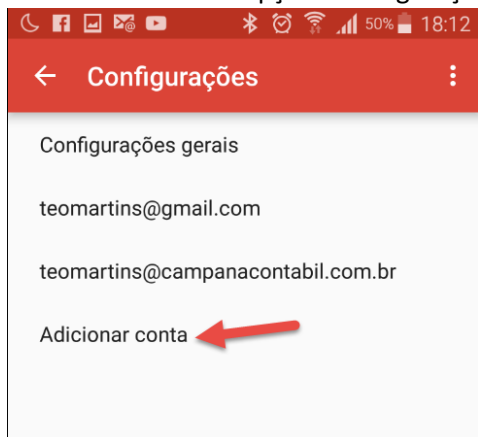 50% 18:12
Configurações
Configurações gerais
teomartins@gmail.com
teomartins@campanacontabil.com.br
Adicionar conta